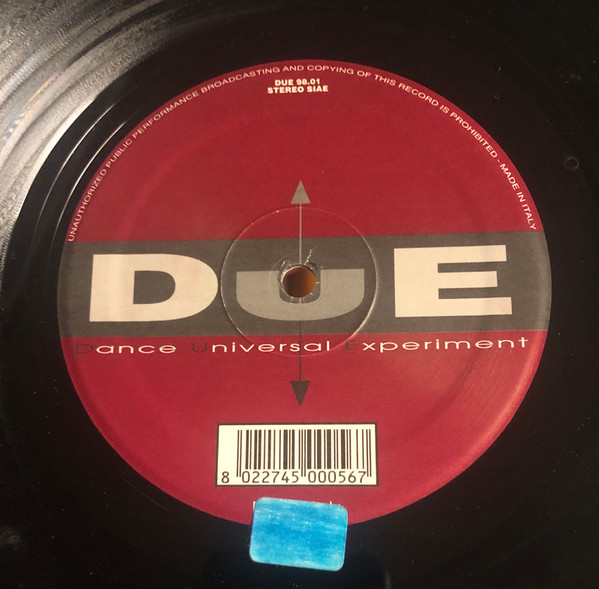 UNAUTHORIZED PUBLIC PERFORMANCE BROADCASTING AND COPYING OF THIS RECORD IS PROHIBITED - MADE IN ITALY
DUE 98.01
STEREO SIAE
DUE
Dance Universal Experiment
8 022745 000567